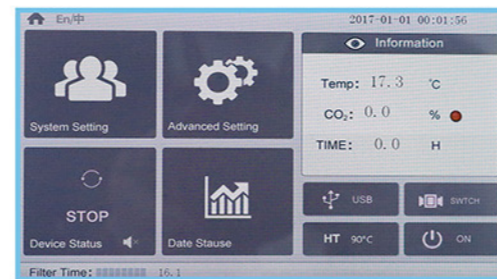 En/中 2017-01-01 00:01:56
Information
Temp: 17.3 ℃
CO₂: 0.0 %
TIME: 0.0 H
System Setting
Advanced Setting
USB
SWTCH
STOP
Device Status
Date Stause
HT 90℃
ON
Filter Time: 16.1